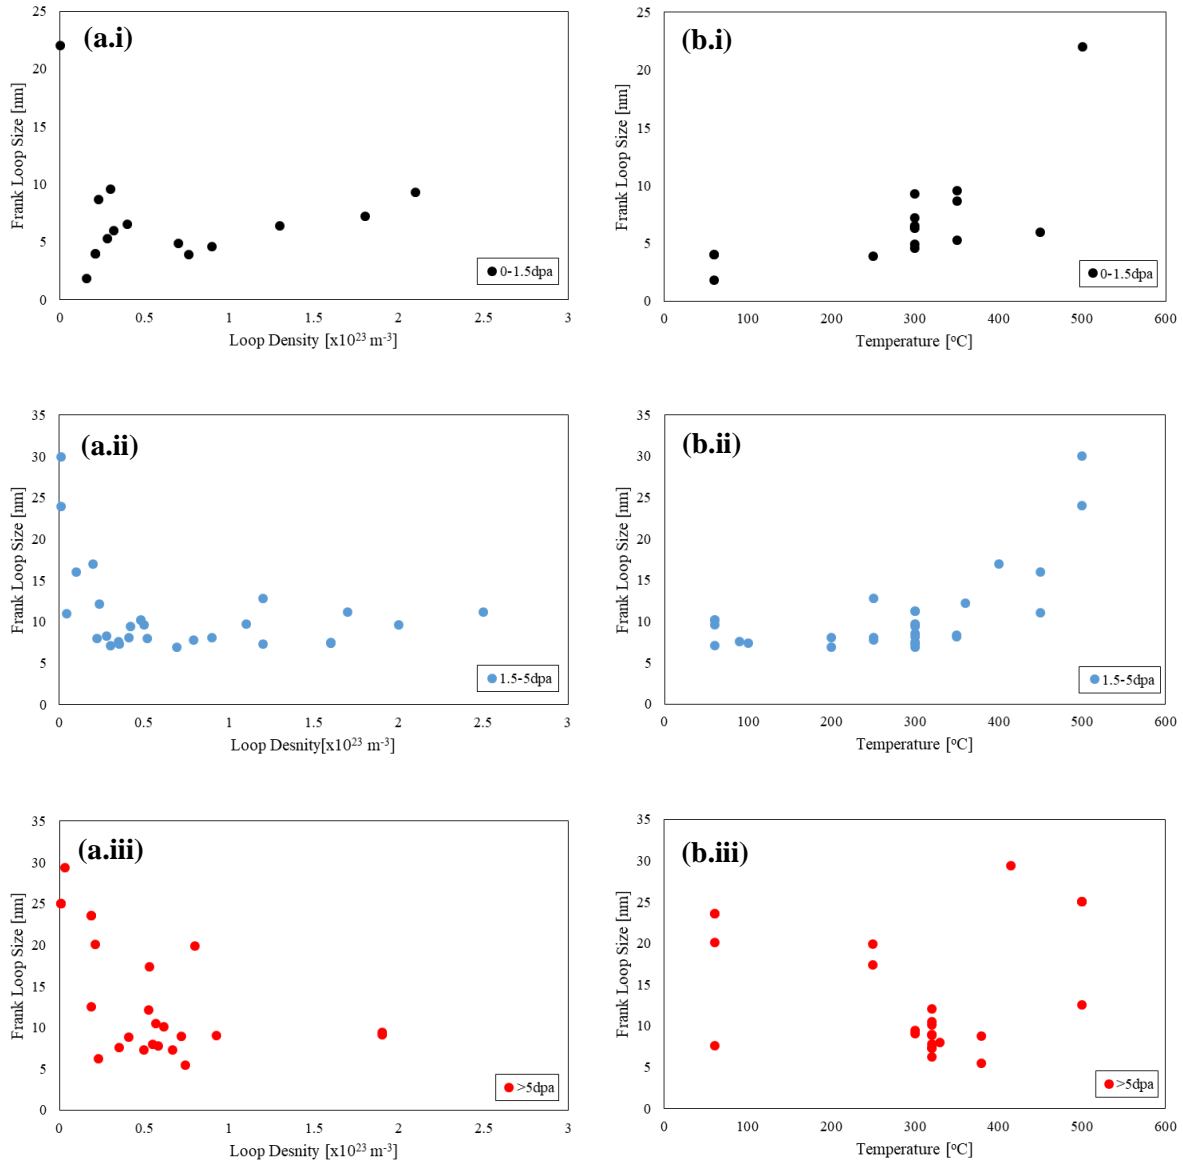 (a.i)
Frank Loop Size [nm]
25
20
15
10
5
0
0 0.5 1 1.5 2 2.5 3
Loop Density [x10²³ m⁻³]
0-1.5dpa
(b.i)
Frank Loop Size [nm]
25
20
15
10
5
0
0 100 200 300 400 500 600
Temperature [°C]
0-1.5dpa
(a.ii)
Frank Loop Size [nm]
35
30
25
20
15
10
5
0
0 0.5 1 1.5 2 2.5 3
Loop Desnity[x10²³ m⁻³]
1.5-5dpa
(b.ii)
Frank Loop Size [nm]
35
30
25
20
15
10
5
0
0 100 200 300 400 500 600
Temperature [°C]
1.5-5dpa
(a.iii)
Frank Loop Size [nm]
35
30
25
20
15
10
5
0
0 0.5 1 1.5 2 2.5 3
Loop Desnity [x10²³ m⁻³]
>5dpa
(b.iii)
Frank Loop Size [nm]
35
30
25
20
15
10
5
0
0 100 200 300 400 500 600
Temperature [°C]
>5dpa